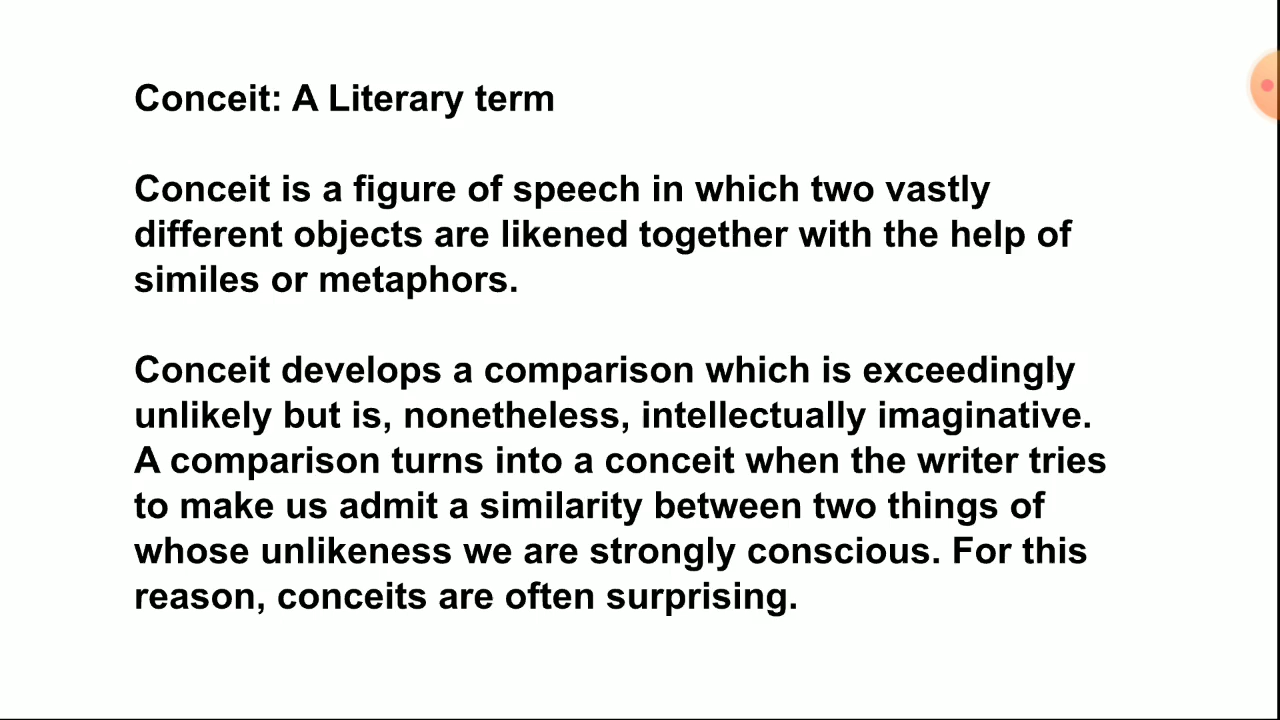 Conceit: A Literary term
Conceit is a figure of speech in which two vastly
different objects are likened together with the help of
similes or metaphors.
Conceit develops a comparison which is exceedingly
unlikely but is, nonetheless, intellectually imaginative.
A comparison turns into a conceit when the writer tries
to make us admit a similarity between two things of
whose unlikeness we are strongly conscious. For this
reason, conceits are often surprising.